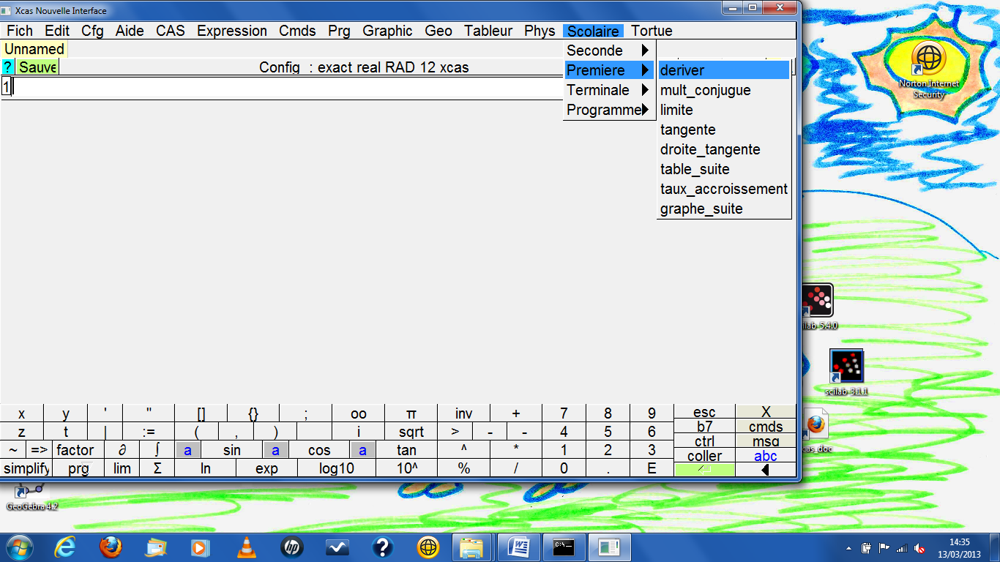 Xcas Nouvelle Interface
Fich Edit Cfg Aide CAS Expression Cmds Prg Graphic Geo Tableur Phys Scolaire Tortue
Unnamed
? Sauve
Config : exact real RAD 12 xcas
1
Seconde
Premiere
Terminale
Programme
deriver
mult_conjugue
limite
tangente
droite_tangente
table_suite
taux_accroissement
graphe_suite
x y ' " [] {} ; oo π inv + 7 8 9 esc X
z t | := ( , ) i sqrt > - - 4 5 6 b7 cmds
~ => factor ∂ ∫ a sin a cos a tan ^ * 1 2 3 ctrl msg
simplify prg lim Σ ln exp log10 10^ % / 0 . E coller abc
Norton Internet
Security
ilab-5.4.0
scilab-3.1.1
cas_doc
GeoGebra 4.2
14:35
13/03/2013